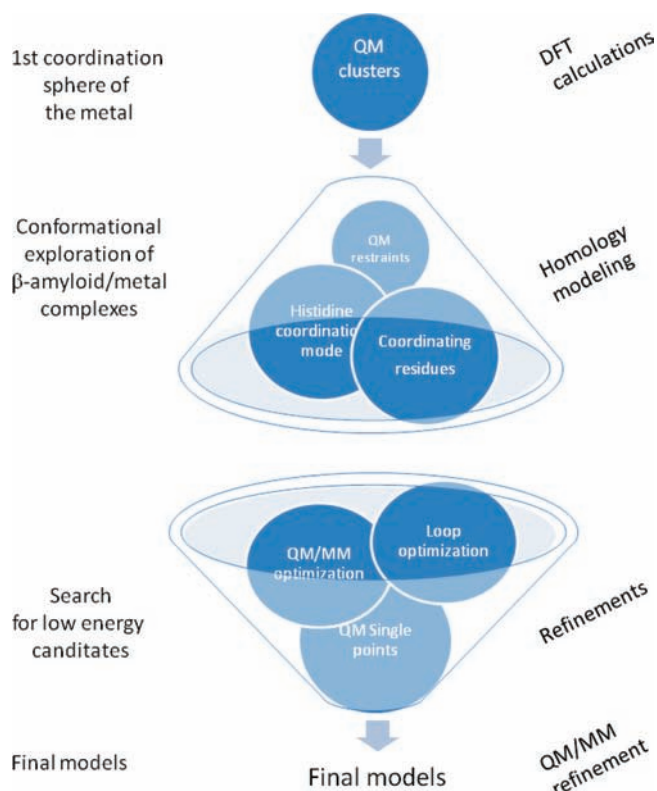 1st coordination
sphere of
the metal
QM
clusters
DFT
calculations
Conformational
exploration of
β-amyloid/metal
complexes
QM
restraints
Histidine
coordination
mode
Coordinating
residues
Homology
modeling
Search
for low energy
canditates
QM/MM
optimization
Loop
optimization
QM Single
points
Refinements
Final models
Final models
QM/MM
refinement